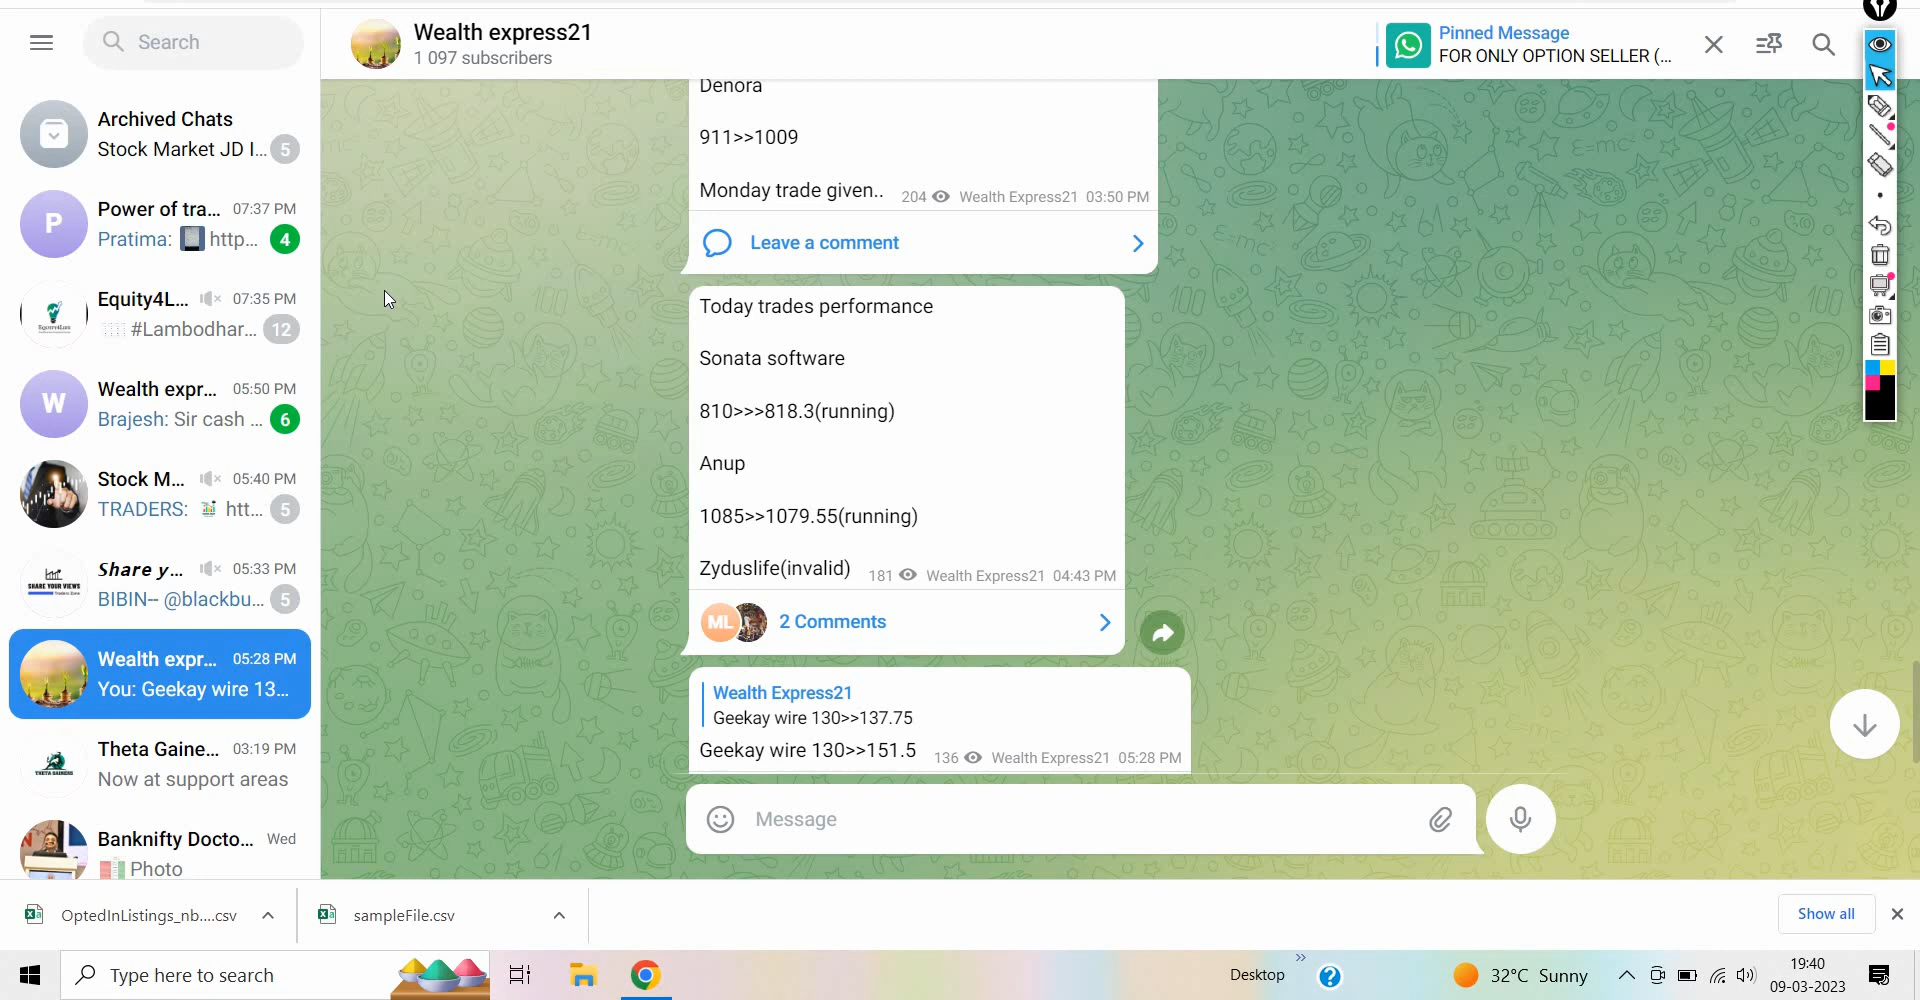 Search
Wealth express21
1 097 subscribers
Pinned Message
FOR ONLY OPTION SELLER (...
Archived Chats
Stock Market JD I... 5
P
Power of tra... 07:37 PM
Pratima: http... 4
Equity4L... 07:35 PM
#Lambodhar... 12
W
Wealth expr... 05:50 PM
Brajesh: Sir cash ... 6
Stock M... 05:40 PM
TRADERS: htt... 5
SHARE YOUR VIEWS
Share y... 05:33 PM
BIBIN-- @blackbu... 5
Wealth expr... 05:28 PM
You: Geekay wire 13...
THETA GAINERS
Theta Gaine... 03:19 PM
Now at support areas
Banknifty Docto... Wed
Photo
Denora
911>>1009
Monday trade given.. 204 Wealth Express21 03:50 PM
Leave a comment
Today trades performance
Sonata software
810>>>818.3(running)
Anup
1085>>1079.55(running)
Zyduslife(invalid) 181 Wealth Express21 04:43 PM
ML 2 Comments
Wealth Express21
Geekay wire 130>>137.75
Geekay wire 130>>151.5 136 Wealth Express21 05:28 PM
Message
OptedInListings_nb....csv
sampleFile.csv
Show all
Type here to search
Desktop
32°C Sunny
19:40
09-03-2023